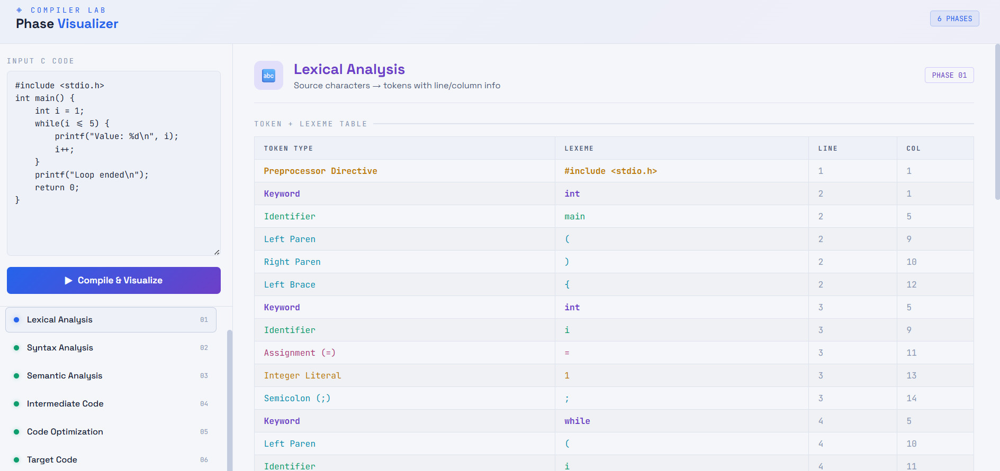 ◈ COMPILER LAB
Phase Visualizer
6 PHASES
INPUT C CODE
#include <stdio.h>
int main() {
    int i = 1;
    while(i <= 5) {
        printf("Value: %d\n", i);
        i++;
    }
    printf("Loop ended\n");
    return 0;
}
▶ Compile & Visualize
Lexical Analysis 01
Syntax Analysis 02
Semantic Analysis 03
Intermediate Code 04
Code Optimization 05
Target Code 06
abc
Lexical Analysis
Source characters → tokens with line/column info
PHASE 01
TOKEN + LEXEME TABLE
TOKEN TYPE LEXEME LINE COL
Preprocessor Directive #include <stdio.h> 1 1
Keyword int 2 1
Identifier main 2 5
Left Paren ( 2 9
Right Paren ) 2 10
Left Brace { 2 12
Keyword int 3 5
Identifier i 3 9
Assignment (=) = 3 11
Integer Literal 1 3 13
Semicolon (;) ; 3 14
Keyword while 4 5
Left Paren ( 4 10
Identifier i 4 11